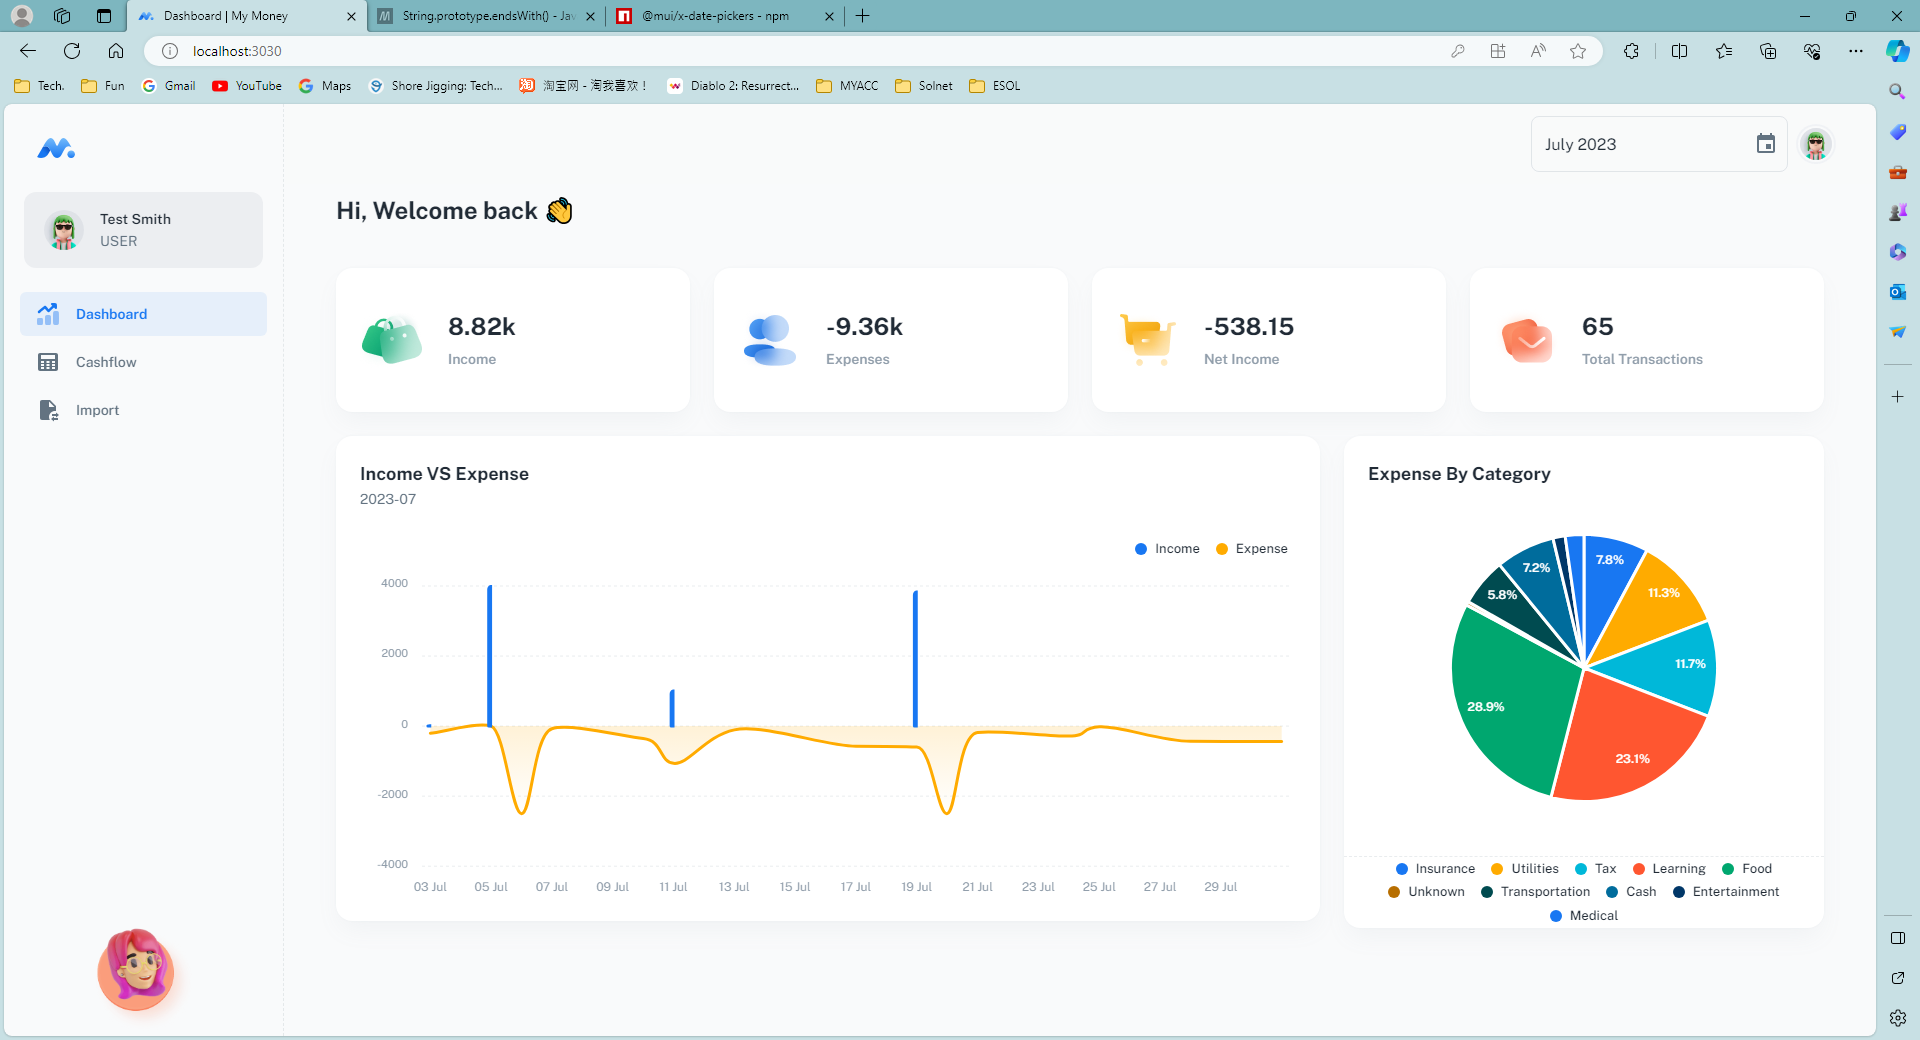 Dashboard | My Money
String.prototype.endsWith() - Jav
@mui/x-date-pickers - npm
localhost:3030
Tech.
Fun
Gmail
YouTube
Maps
Shore Jigging: Tech...
淘宝网 - 淘我喜欢！
Diablo 2: Resurrect...
MYACC
Solnet
ESOL
July 2023
Test Smith
USER
Dashboard
Cashflow
Import
Hi, Welcome back 👋
8.82k
Income
-9.36k
Expenses
-538.15
Net Income
65
Total Transactions
Income VS Expense
2023-07
Income
Expense
4000
2000
0
-2000
-4000
03 Jul
05 Jul
07 Jul
09 Jul
11 Jul
13 Jul
15 Jul
17 Jul
19 Jul
21 Jul
23 Jul
25 Jul
27 Jul
29 Jul
Expense By Category
7.8%
11.3%
11.7%
23.1%
28.9%
5.8%
7.2%
Insurance
Utilities
Tax
Learning
Food
Unknown
Transportation
Cash
Entertainment
Medical